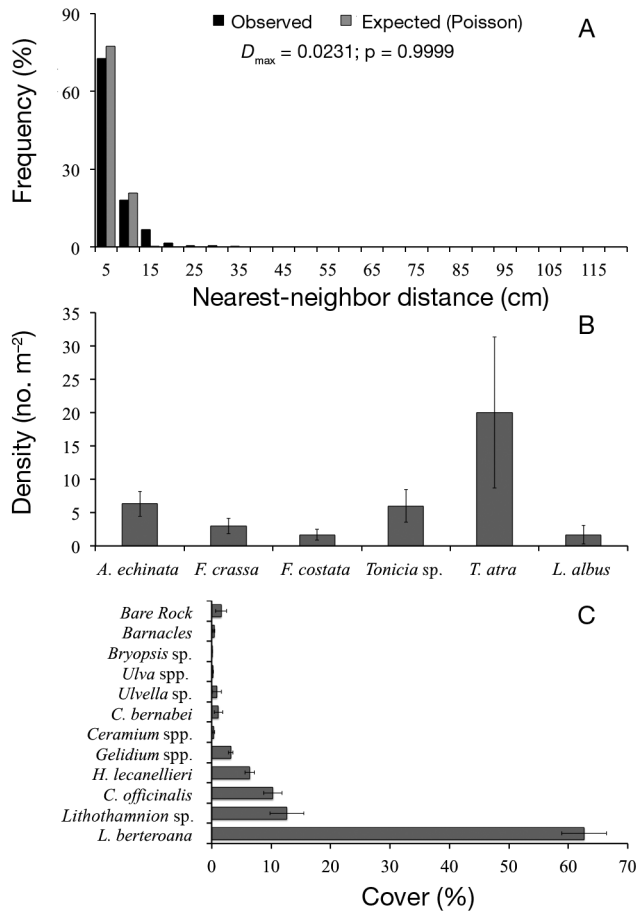 Observed Expected (Poisson) A
Dmax = 0.0231; p = 0.9999
Frequency (%)
90
60
30
0
5 15 25 35 45 55 65 75 85 95 105 115
Nearest-neighbor distance (cm)
B
Density (no. m–2)
35
30
25
20
15
10
5
0
A. echinata F. crassa F. costata Tonicia sp. T. atra L. albus
C
Bare Rock
Barnacles
Bryopsis sp.
Ulva spp.
Ulvella sp.
C. bernabei
Ceramium spp.
Gelidium spp.
H. lecanellieri
C. officinalis
Lithothamnion sp.
L. berteroana
0 10 20 30 40 50 60 70
Cover (%)